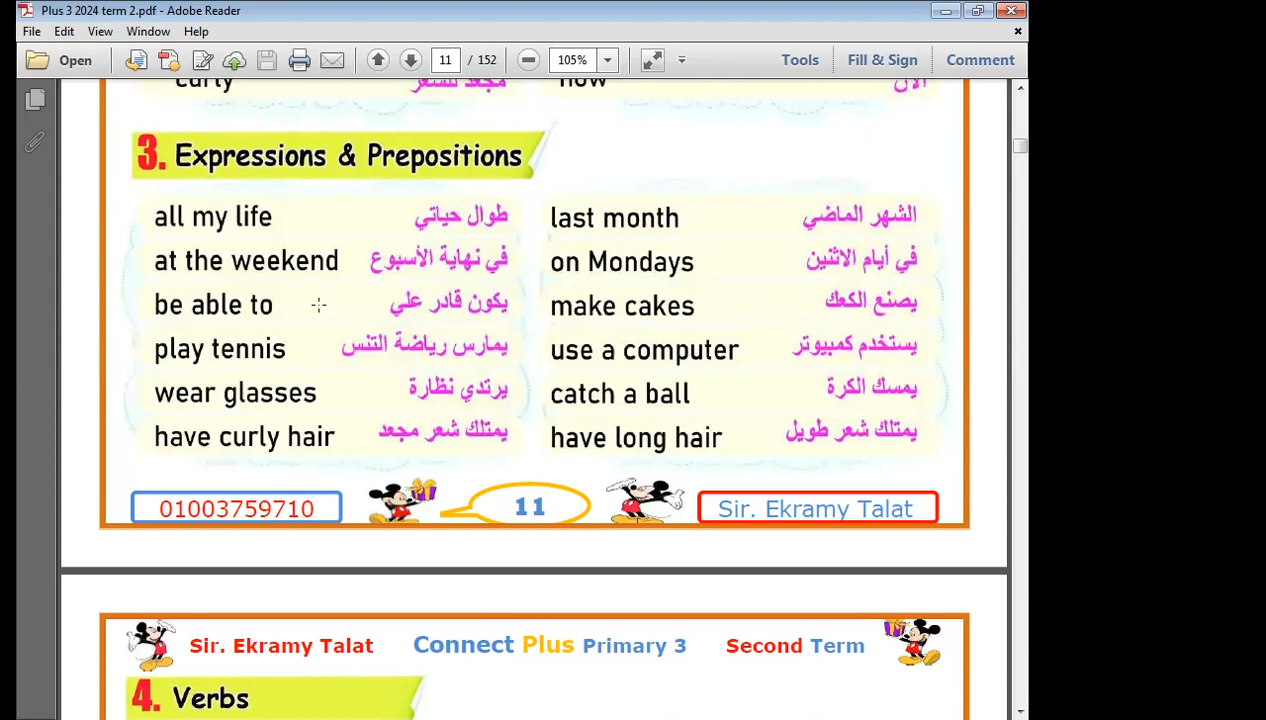 Plus 3 2024 term 2.pdf - Adobe Reader
File Edit View Window Help
Open 11 / 152 105% Tools Fill & Sign Comment
curly مجعد للشعر now الآن
3. Expressions & Prepositions
all my life طوال حياتي last month الشهر الماضي
at the weekend في نهاية الأسبوع on Mondays في أيام الاثنين
be able to يكون قادر علي make cakes يصنع الكعك
play tennis يمارس رياضة التنس use a computer يستخدم كمبيوتر
wear glasses يرتدي نظارة catch a ball يمسك الكرة
have curly hair يمتلك شعر مجعد have long hair يمتلك شعر طويل
01003759710 11 Sir. Ekramy Talat
Sir. Ekramy Talat Connect Plus Primary 3 Second Term
4. Verbs